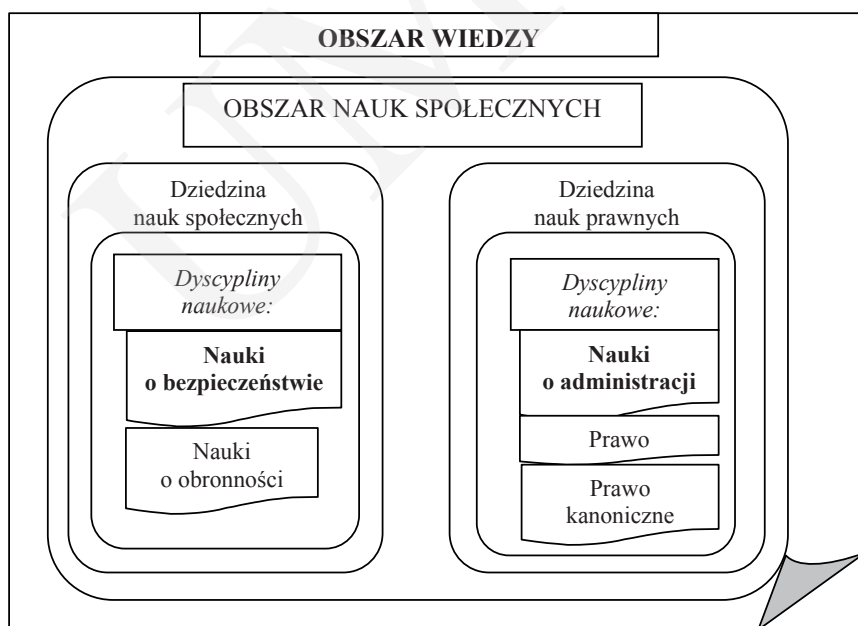 OBSZAR WIEDZY
OBSZAR NAUK SPOŁECZNYCH
Dziedzina
nauk społecznych
Dyscypliny
naukowe:
Nauki
o bezpieczeństwie
Nauki
o obronności
Dziedzina
nauk prawnych
Dyscypliny
naukowe:
Nauki
o administracji
Prawo
Prawo
kanoniczne
UM